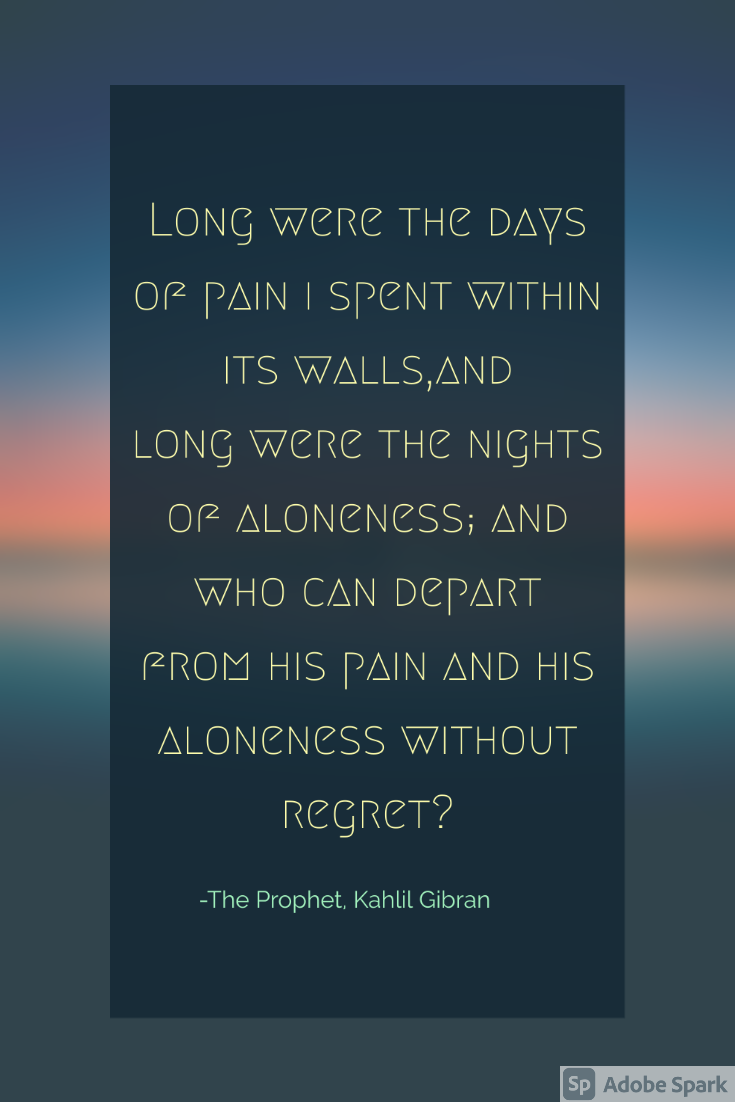 Long were the days
of pain I spent within
its walls,and
long were the nights
of aloneness; and
who can depart
from his pain and his
aloneness without
regret?
-The Prophet, Kahlil Gibran
Sp Adobe Spark